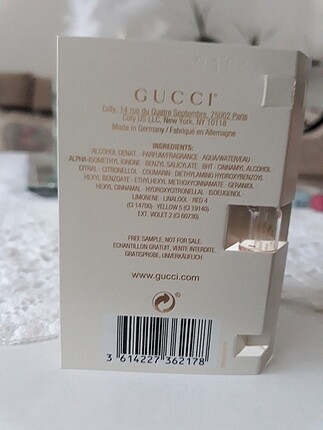 GUCCI
Coty, 14 rue du Quatre Septembre, 75002 Paris
Coty US LLC, New York, NY 10118
Made in Germany / Fabriqué en Allemagne
INGREDIENTS:
ALCOHOL DENAT. · PARFUM/FRAGRANCE · AQUA/WATER/EAU
ALPHA-ISOMETHYL IONONE · BENZYL SALICYLATE · BHT · CINNAMYL ALCOHOL
CITRAL · CITRONELLOL · COUMARIN · DIETHYLAMINO HYDROXYBENZOYL
HEXYL BENZOATE · ETHYLHEXYL METHOXYCINNAMATE · GERANIOL
HEXYL CINNAMAL · HYDROXYCITRONELLAL · ISOEUGENOL
LIMONENE · LINALOOL · RED 4
(CI 14700) · YELLOW 5 (CI 19140)
EXT. VIOLET 2 (CI 60730).
FREE SAMPLE, NOT FOR SALE.
ECHANTILLON GRATUIT, VENTE INTERDITE.
GRATISPROBE, UNVERKÄUFLICH.
www.gucci.com
3 614227 362178